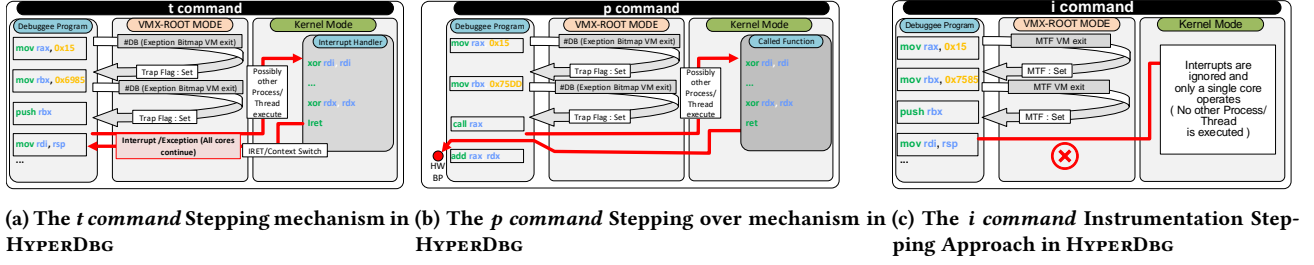 t command
Debuggee Program
VMX-ROOT MODE
Kernel Mode
mov rax, 0x15
#DB (Exeption Bitmap VM exit)
Interrupt Handler
xor rdi, rdi
Trap Flag : Set
mov rbx, 0x6985
#DB (Exeption Bitmap VM exit)
Possibly
other
Process/
Thread
execute
...
xor rdx, rdx
push rbx
Trap Flag : Set
Iret
Interrupt /Exception (All cores
continue)
IRET/Context Switch
mov rdi, rsp
...
p command
Debuggee Program
VMX-ROOT MODE
Kernel Mode
mov rax 0x15
#DB (Exeption Bitmap VM exit)
Called Function
xor rdi, rdi
Trap Flag : Set
mov rbx 0x75DD
#DB (Exeption Bitmap VM exit)
Possibly
other
Process/
Thread
execute
...
xor rdx, rdx
Trap Flag : Set
call rax
ret
add rax rdx
HW
BP
i command
Debuggee Program
VMX-ROOT MODE
Kernel Mode
mov rax, 0x15
MTF VM exit
MTF : Set
mov rbx, 0x7585
MTF VM exit
Interrupts are
ignored and
only a single core
operates
( No other Process/
Thread
is executed )
push rbx
MTF : Set
mov rdi, rsp
...
(a) The t command Stepping mechanism in
HYPERDBG
(b) The p command Stepping over mechanism in
HYPERDBG
(c) The i command Instrumentation Step-
ping Approach in HYPERDBG